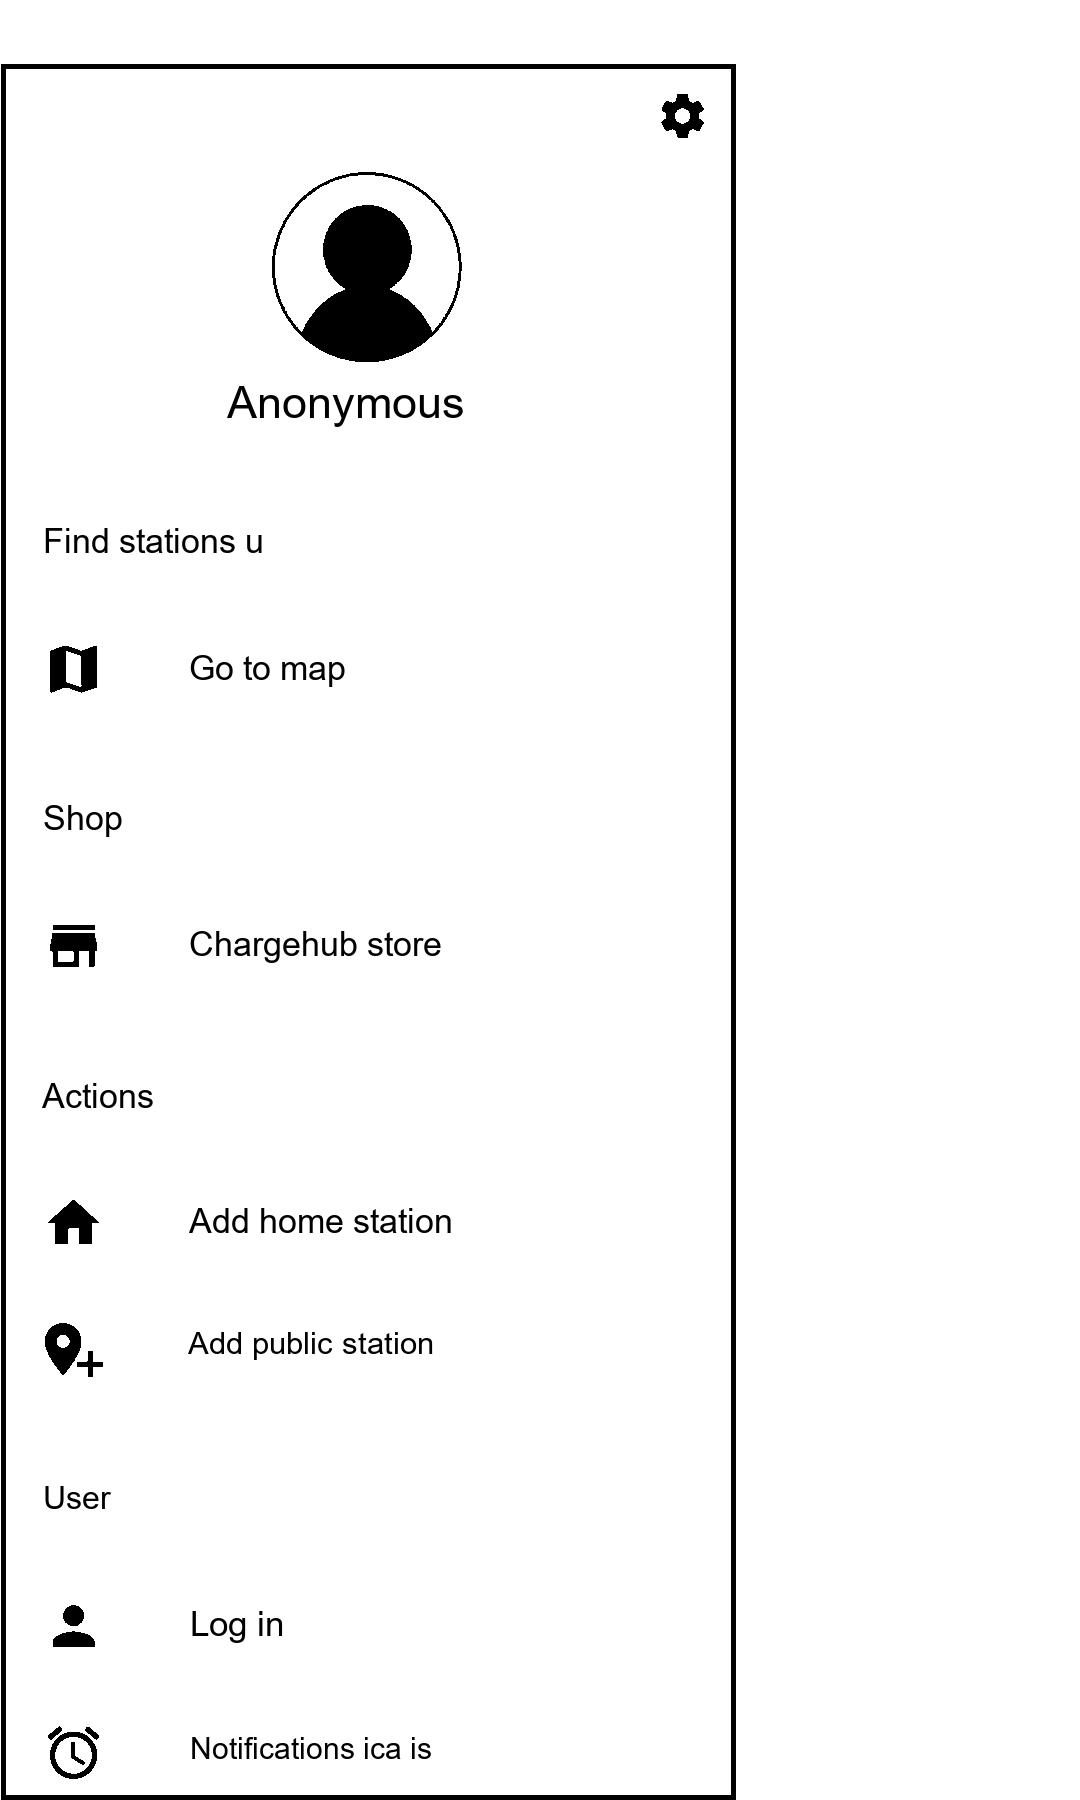 Anonymous
Find stations u
Go to map
Shop
Chargehub store
Actions
Add home station
Add public station
User
Log in
Notifications ica is